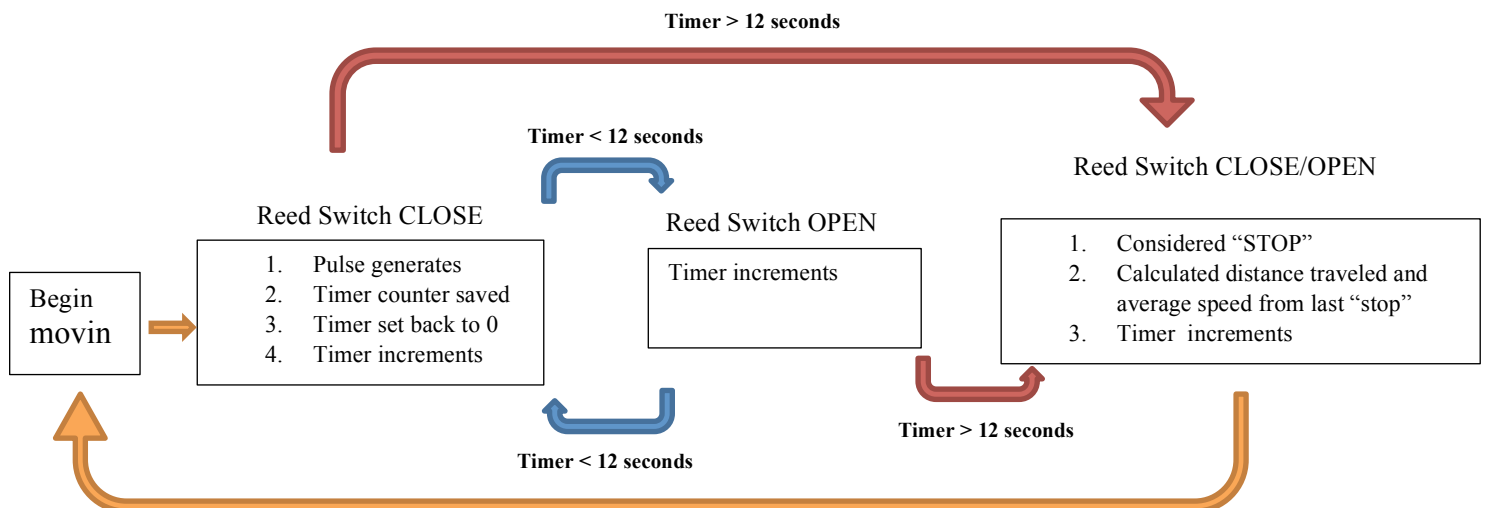 Timer > 12 seconds
Timer < 12 seconds
Reed Switch CLOSE/OPEN
Reed Switch CLOSE
Reed Switch OPEN
Begin
movin
1. Pulse generates
2. Timer counter saved
3. Timer set back to 0
4. Timer increments
Timer increments
1. Considered “STOP”
2. Calculated distance traveled and
average speed from last “stop”
3. Timer increments
Timer > 12 seconds
Timer < 12 seconds